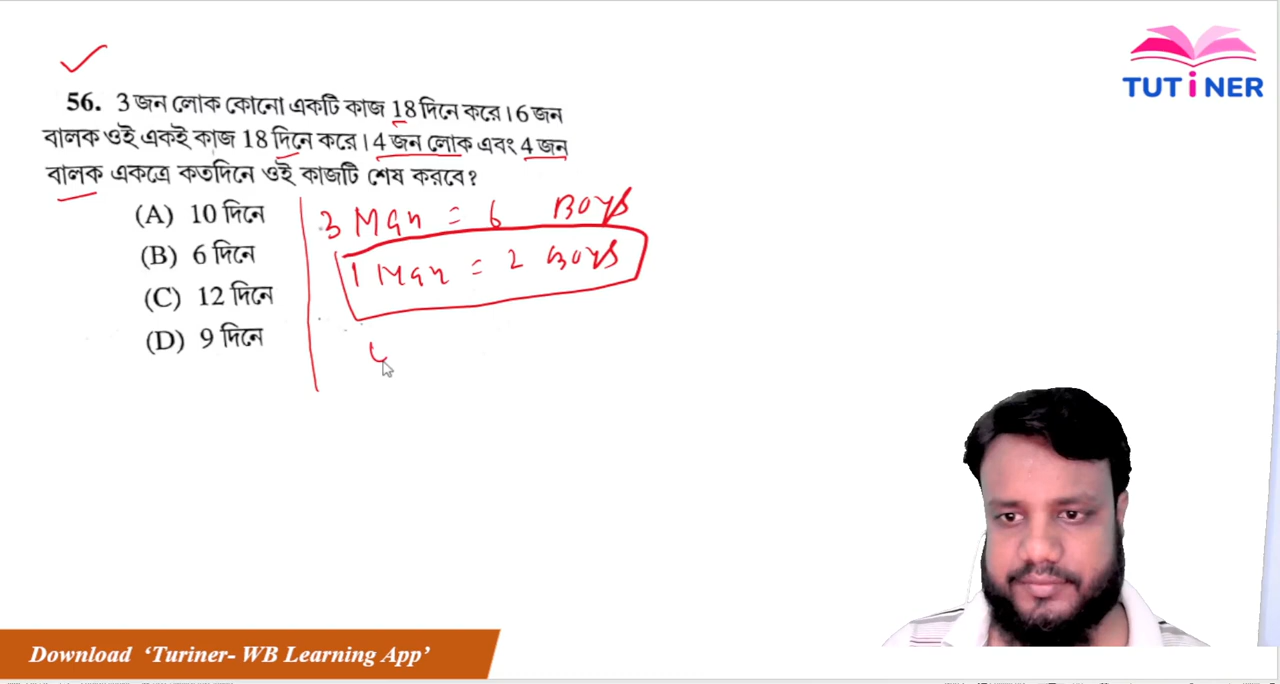 TUTiNER
56. 3 জন লোক কোনো একটি কাজ 18 দিনে করে। 6 জন
বালক ওই একই কাজ 18 দিনে করে। 4 জন লোক এবং 4 জন
বালক একত্রে কতদিনে ওই কাজটি শেষ করবে?
(A) 10 দিনে
(B) 6 দিনে
(C) 12 দিনে
(D) 9 দিনে
3 Man = 6 Boys
1 Man = 2 Boys
Download ‘Turiner- WB Learning App’